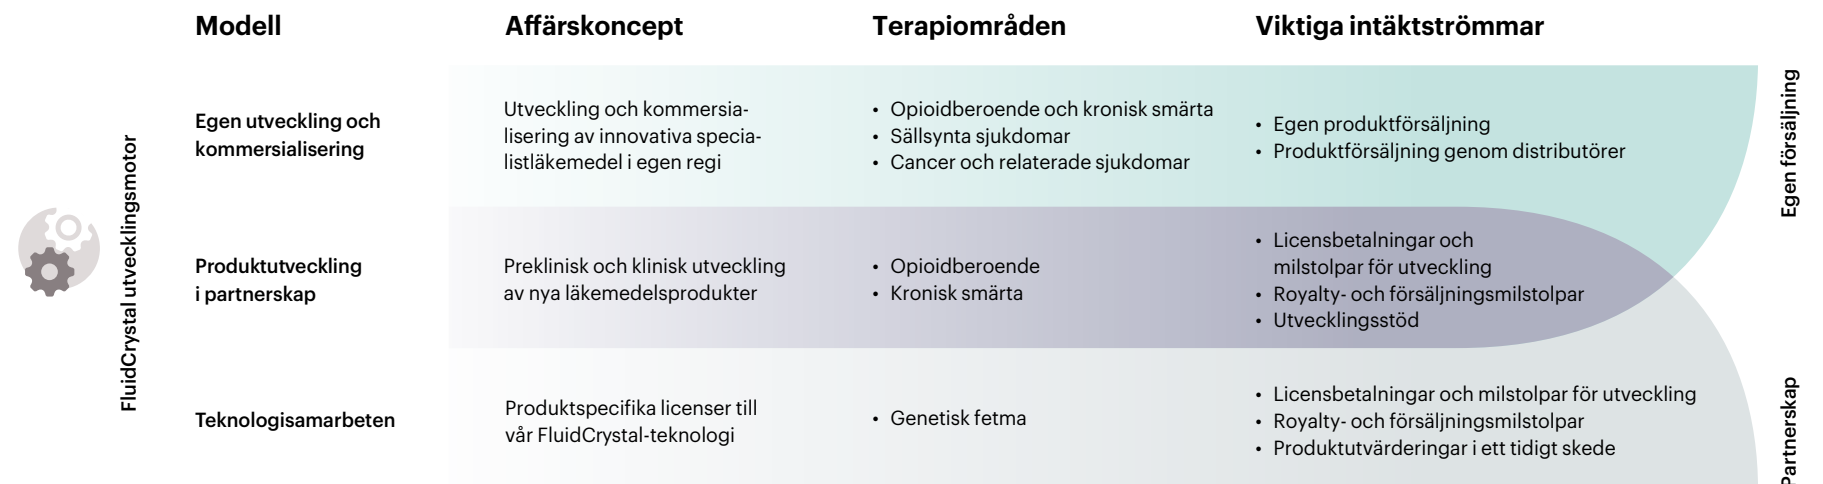 Modell
Affärskoncept
Terapiområden
Viktiga intäktströmmar
FluidCrystal utvecklingsmotor
Egen utveckling och
kommersialisering
Utveckling och kommersia-
lisering av innovativa specia-
listläkemedel i egen regi
• Opioidberoende och kronisk smärta
• Sällsynta sjukdomar
• Cancer och relaterade sjukdomar
• Egen produktförsäljning
• Produktförsäljning genom distributörer
Egen försäljning
Produktutveckling
i partnerskap
Preklinisk och klinisk utveckling
av nya läkemedelsprodukter
• Opioidberoende
• Kronisk smärta
• Licensbetalningar och
milstolpar för utveckling
• Royalty- och försäljningsmilstolpar
• Utvecklingsstöd
Teknologisamarbeten
Produktspecifika licenser till
vår FluidCrystal-teknologi
• Genetisk fetma
• Licensbetalningar och milstolpar för utveckling
• Royalty- och försäljningsmilstolpar
• Produktutvärderingar i ett tidigt skede
Partnerskap